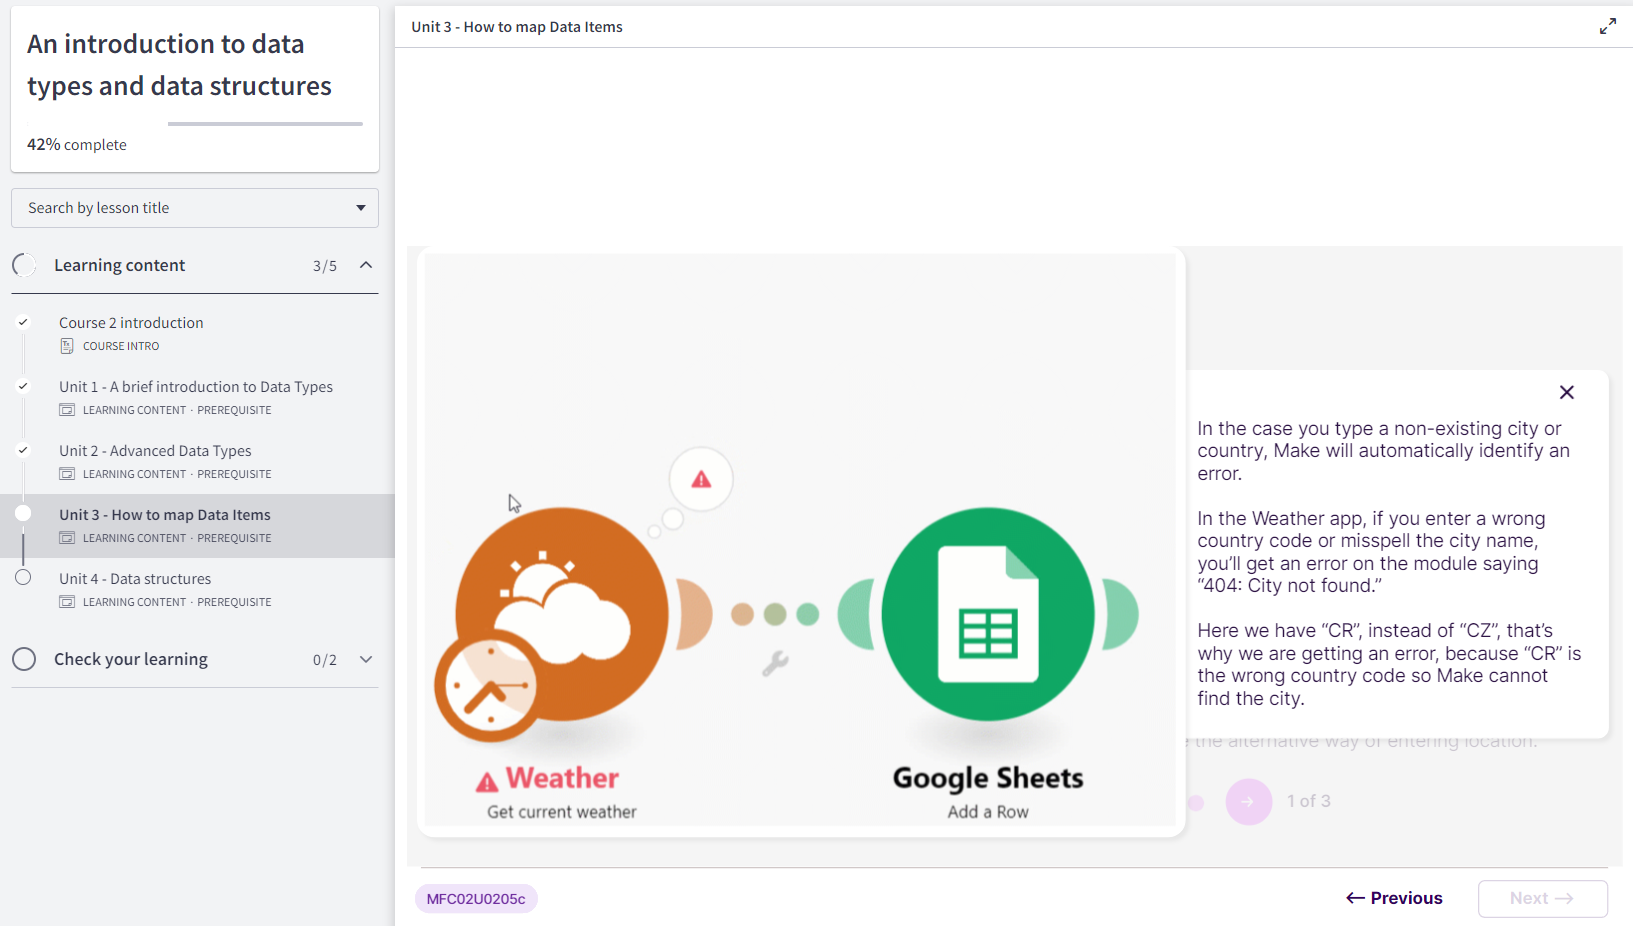 An introduction to data
types and data structures
42% complete
Search by lesson title
Learning content 3/5
Course 2 introduction
COURSE INTRO
Unit 1 - A brief introduction to Data Types
LEARNING CONTENT · PREREQUISITE
Unit 2 - Advanced Data Types
LEARNING CONTENT · PREREQUISITE
Unit 3 - How to map Data Items
LEARNING CONTENT · PREREQUISITE
Unit 4 - Data structures
LEARNING CONTENT · PREREQUISITE
Check your learning 0/2
Unit 3 - How to map Data Items
Weather
Get current weather
Google Sheets
Add a Row
In the case you type a non-existing city or
country, Make will automatically identify an
error.
In the Weather app, if you enter a wrong
country code or misspell the city name,
you’ll get an error on the module saying
“404: City not found.”
Here we have “CR”, instead of “CZ”, that’s
why we are getting an error, because “CR” is
the wrong country code so Make cannot
find the city.
the alternative way of entering location.
1 of 3
MFC02U0205c
← Previous
Next →